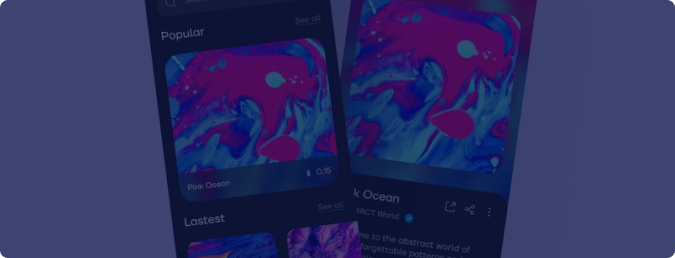 Popular
See all
Pink Ocean
0,15
Lastest
See all
k Ocean
ACT World
me to the abstract world of
forgettable patterns